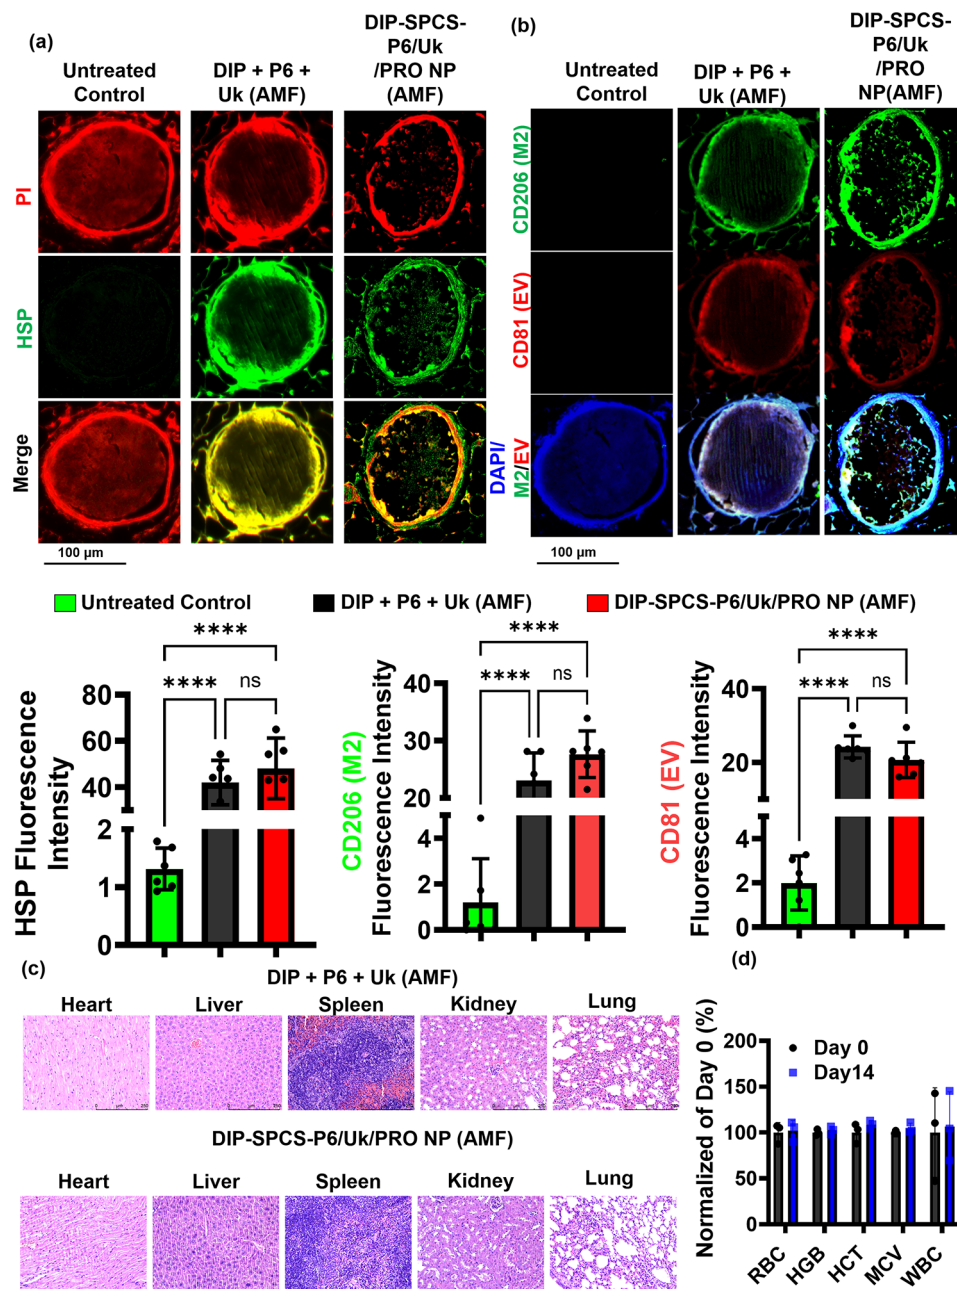 (a)
Untreated
Control
DIP + P6 +
Uk (AMF)
DIP-SPCS-
P6/Uk
/PRO NP
(AMF)
PI
HSP
Merge
100 µm
(b)
Untreated
Control
DIP + P6 +
Uk (AMF)
DIP-SPCS-
P6/Uk
/PRO
NP(AMF)
CD206 (M2)
CD81 (EV)
DAPI/
M2/EV
100 µm
Untreated Control
DIP + P6 + Uk (AMF)
DIP-SPCS-P6/Uk/PRO NP (AMF)
HSP Fluorescence
Intensity
80
60
40
2
1
0
****
****
ns
CD206 (M2)
Fluorescence Intensity
40
30
20
4
2
0
****
****
ns
CD81 (EV)
Fluorescence Intensity
40
20
4
2
0
****
****
ns
(c)
DIP + P6 + Uk (AMF)
Heart
Liver
Spleen
Kidney
Lung
DIP-SPCS-P6/Uk/PRO NP (AMF)
Heart
Liver
Spleen
Kidney
Lung
(d)
Normalized of Day 0 (%)
200
150
100
50
0
Day 0
Day14
RBC
HGB
HCT
MCV
WBC